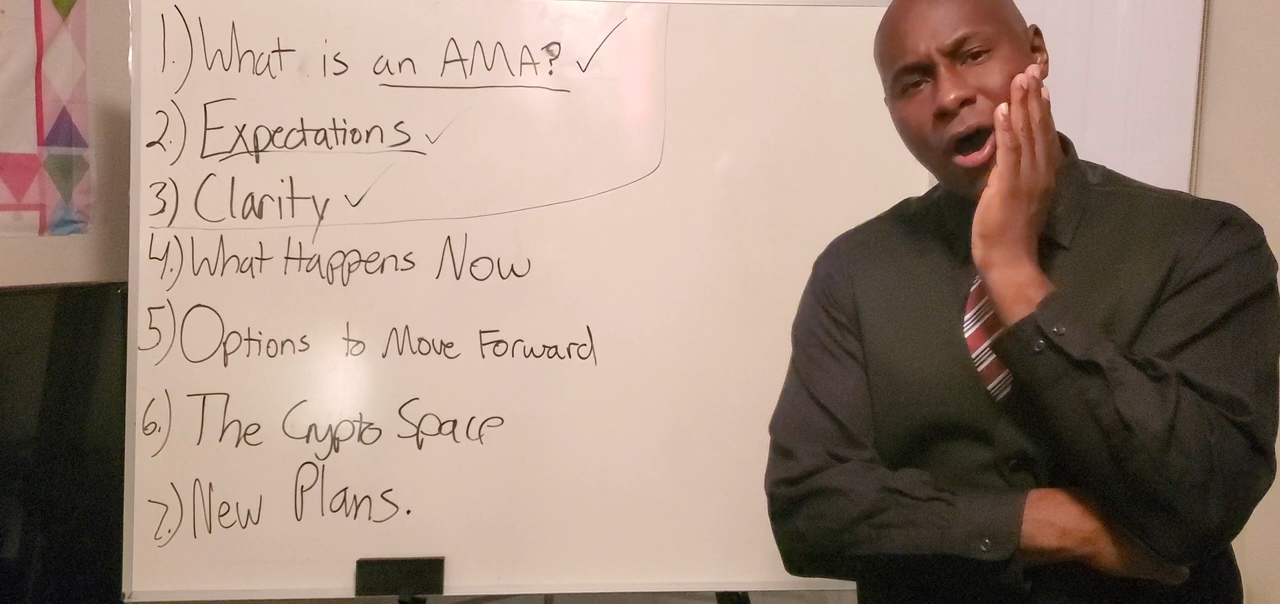 1.) What is an AMA? ✓
2.) Expectations ✓
3) Clarity ✓
4.) What Happens Now
5) Options to Move Forward
6.) The Crypto Space
7.) New Plans.